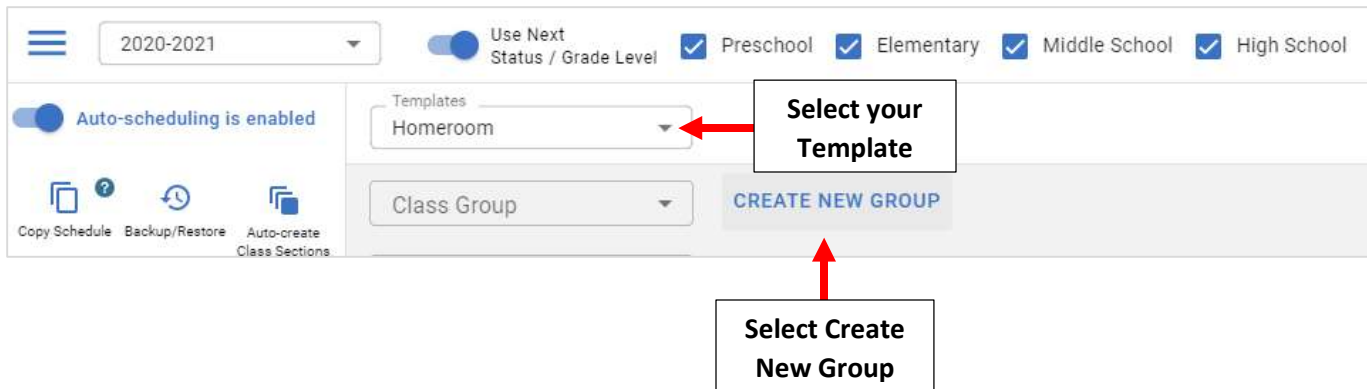 2020-2021
Use Next
Status / Grade Level
Preschool
Elementary
Middle School
High School
Auto-scheduling is enabled
Templates
Homeroom
Select your
Template
?
Copy Schedule
Backup/Restore
Auto-create
Class Sections
Class Group
CREATE NEW GROUP
Select Create
New Group